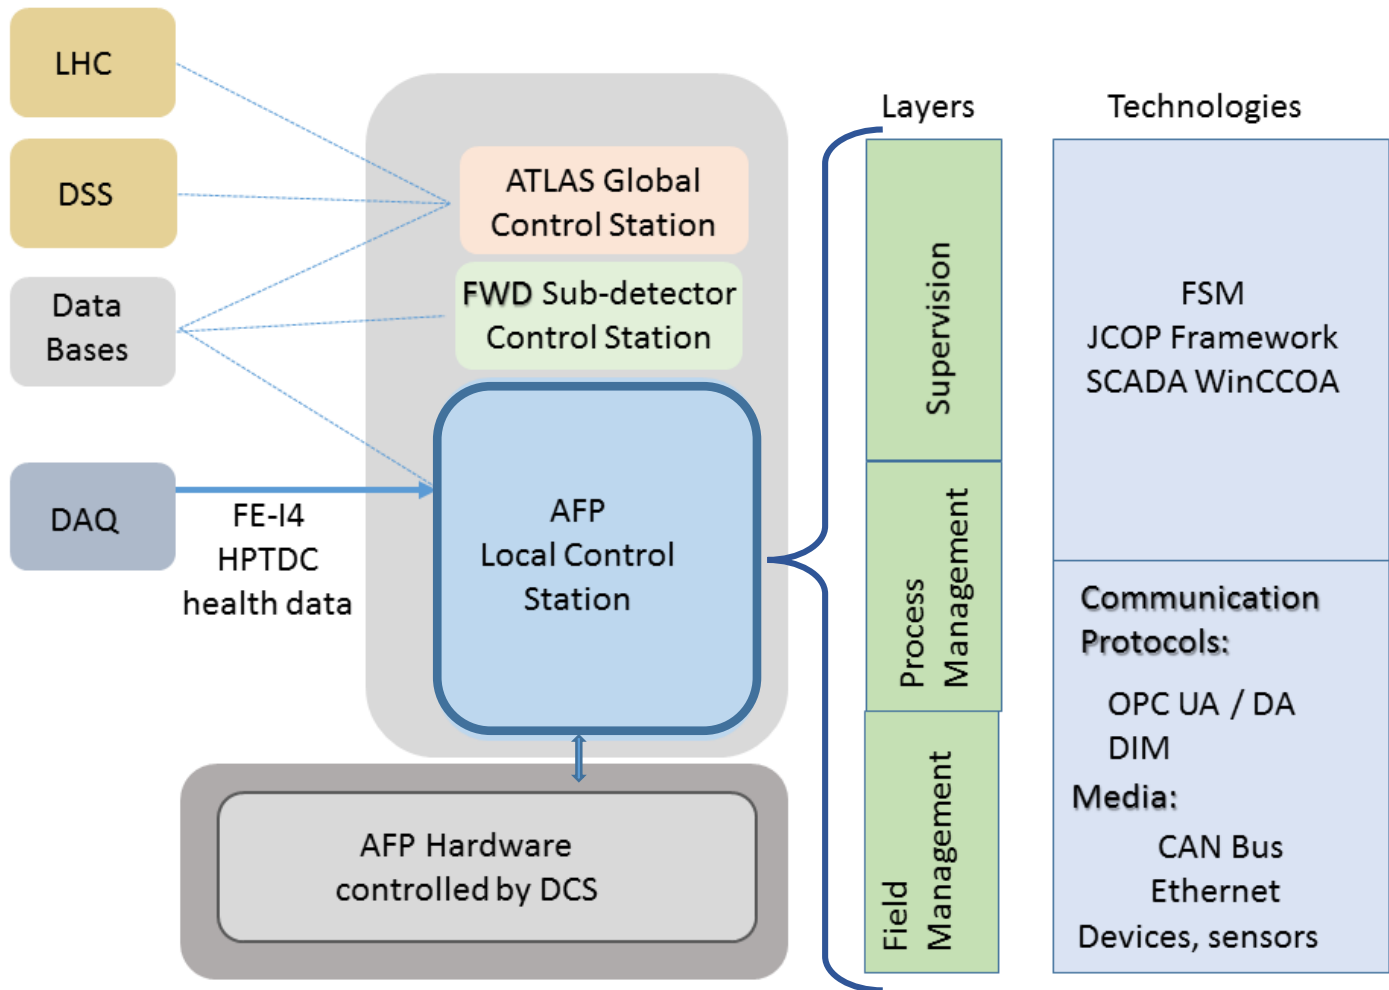 LHC
DSS
Data
Bases
DAQ
FE-I4
HPTDC
health data
ATLAS Global
Control Station
FWD Sub-detector
Control Station
AFP
Local Control
Station
AFP Hardware
controlled by DCS
Layers
Supervision
Process
Management
Field
Management
Technologies
FSM
JCOP Framework
SCADA WinCCOA
Communication
Protocols:
OPC UA / DA
DIM
Media:
CAN Bus
Ethernet
Devices, sensors